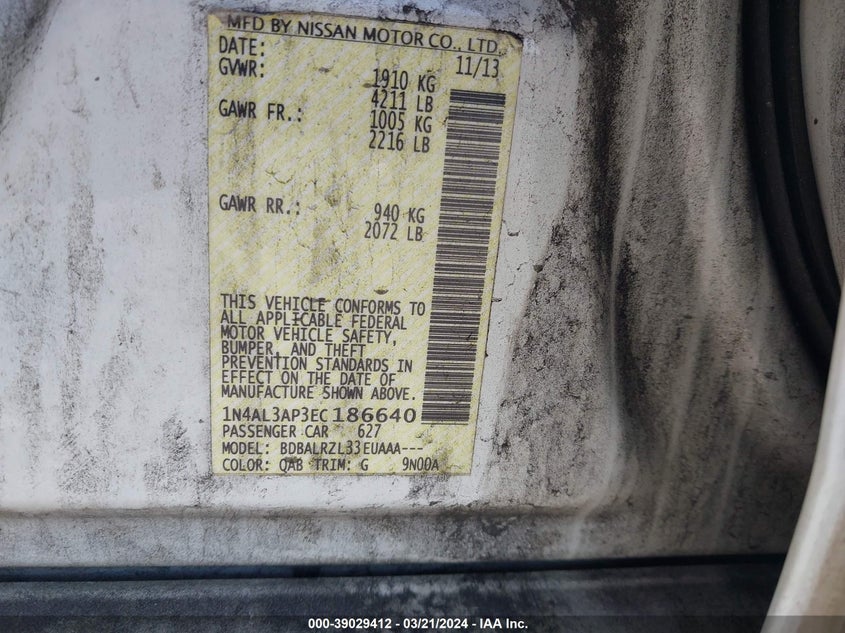 MFD BY NISSAN MOTOR CO., LTD.
DATE: 11/13
GVWR: 1910 KG
4211 LB
GAWR FR.: 1005 KG
2216 LB
GAWR RR.: 940 KG
2072 LB
THIS VEHICLE CONFORMS TO
ALL APPLICABLE FEDERAL
MOTOR VEHICLE SAFETY,
BUMPER, AND THEFT
PREVENTION STANDARDS IN
EFFECT ON THE DATE OF
MANUFACTURE SHOWN ABOVE.
1N4AL3AP3EC186640
PASSENGER CAR 627
MODEL: BDBALRZL33EUAAA---
COLOR: QAB TRIM: G 9N00A
000-39029412 - 03/21/2024 - IAA Inc.